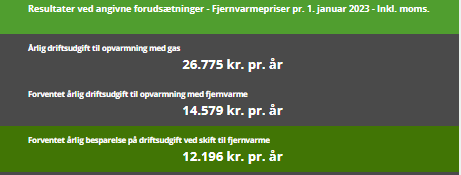 Resultater ved angivne forudsætninger - Fjernvarmepriser pr. 1. januar 2023 - Inkl. moms.
Årlig driftsudgift til opvarmning med gas
26.775 kr. pr. år
Forventet årlig driftsudgift til opvarmning med fjernvarme
14.579 kr. pr. år
Forventet årlig besparelse på driftsudgift ved skift til fjernvarme
12.196 kr. pr. år